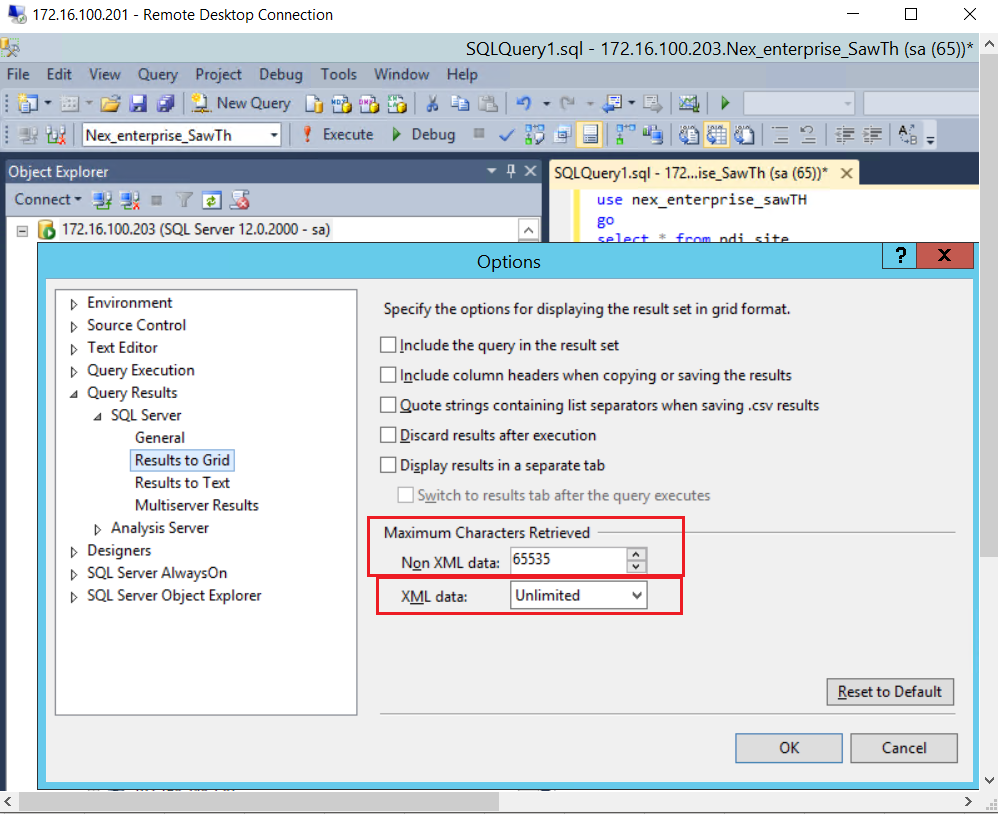 172.16.100.201 - Remote Desktop Connection
SQLQuery1.sql - 172.16.100.203.Nex_enterprise_SawTh (sa (65))*
File Edit View Query Project Debug Tools Window Help
New Query
Nex_enterprise_SawTh Execute Debug
Object Explorer
SQLQuery1.sql - 172...ise_SawTh (sa (65))*
Connect
use nex_enterprise_sawTH
go
select * from ndi_site
172.16.100.203 (SQL Server 12.0.2000 - sa)
Options
Environment
Source Control
Text Editor
Query Execution
Query Results
SQL Server
General
Results to Grid
Results to Text
Multiserver Results
Analysis Server
Designers
SQL Server AlwaysOn
SQL Server Object Explorer
Specify the options for displaying the result set in grid format.
Include the query in the result set
Include column headers when copying or saving the results
Quote strings containing list separators when saving .csv results
Discard results after execution
Display results in a separate tab
Switch to results tab after the query executes
Maximum Characters Retrieved
Non XML data: 65535
XML data: Unlimited
Reset to Default
OK Cancel